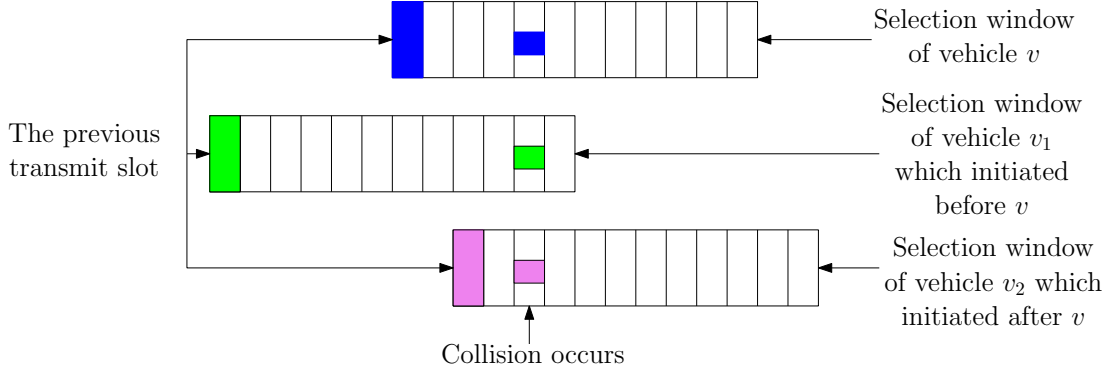 Selection window
of vehicle v
The previous
transmit slot
Selection window
of vehicle v₁
which initiated
before v
Selection window
of vehicle v₂ which
initiated after v
Collision occurs